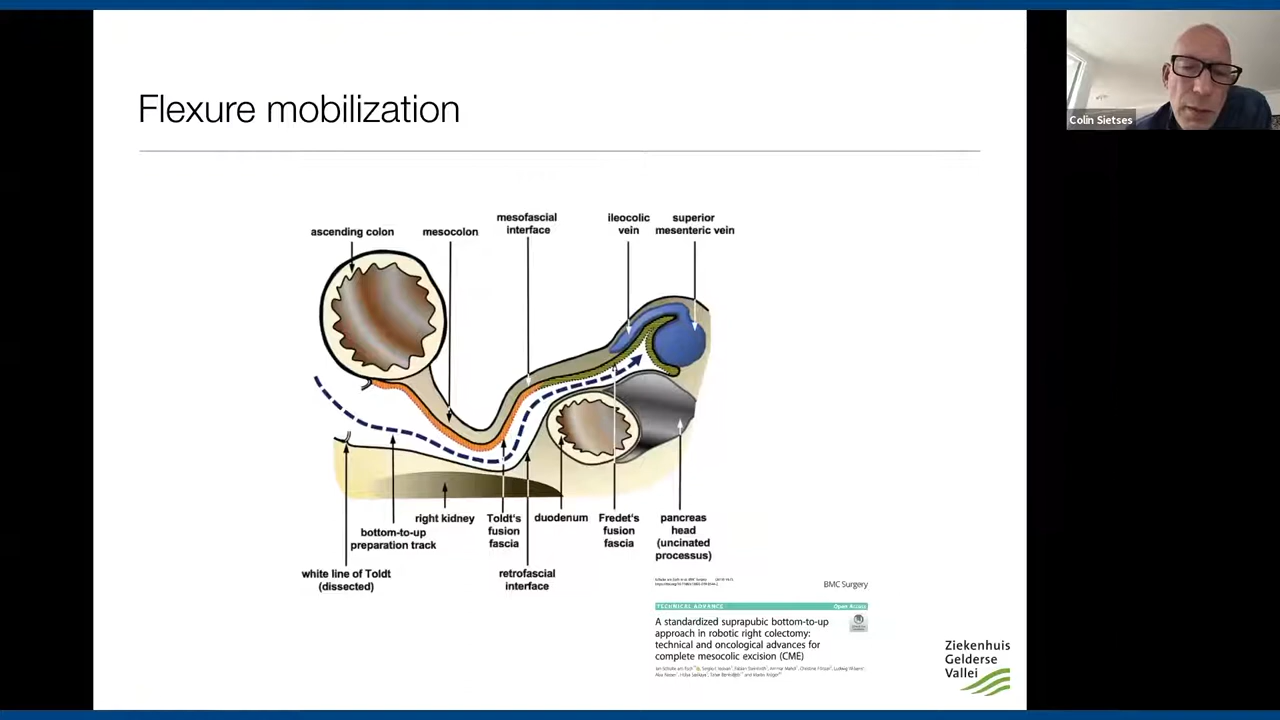 Colin Sietses
Flexure mobilization
ascending colon
mesocolon
mesofascial
interface
ileocolic
vein
superior
mesenteric vein
right kidney
bottom-to-up
preparation track
white line of Toldt
(dissected)
Toldt's
fusion
fascia
retrofascial
interface
duodenum
Fredet's
fusion
fascia
pancreas
head
(uncinated
processus)
BMC Surgery
TECHNICAL ADVANCE
Open Access
A standardized suprapubic bottom-to-up
approach in robotic right colectomy:
technical and oncological advances for
complete mesocolic excision (CME)
Ziekenhuis
Gelderse
Vallei